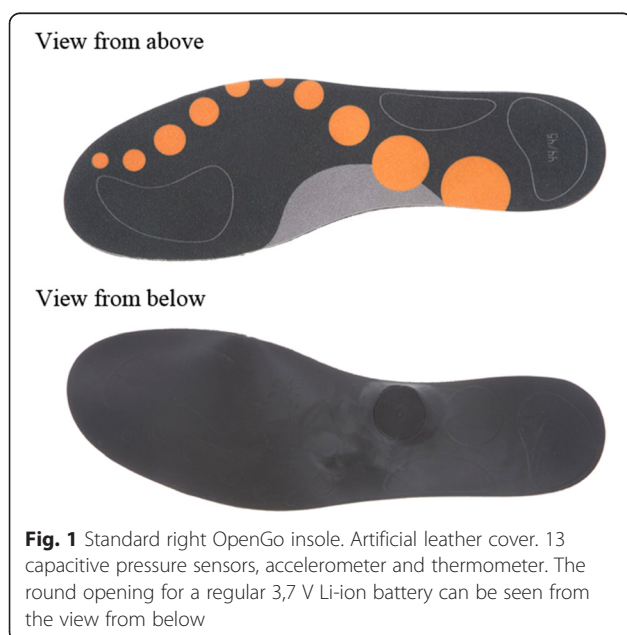 View from above
44/45
View from below
Fig. 1 Standard right OpenGo insole. Artificial leather cover. 13
capacitive pressure sensors, accelerometer and thermometer. The
round opening for a regular 3,7 V Li-ion battery can be seen from
the view from below